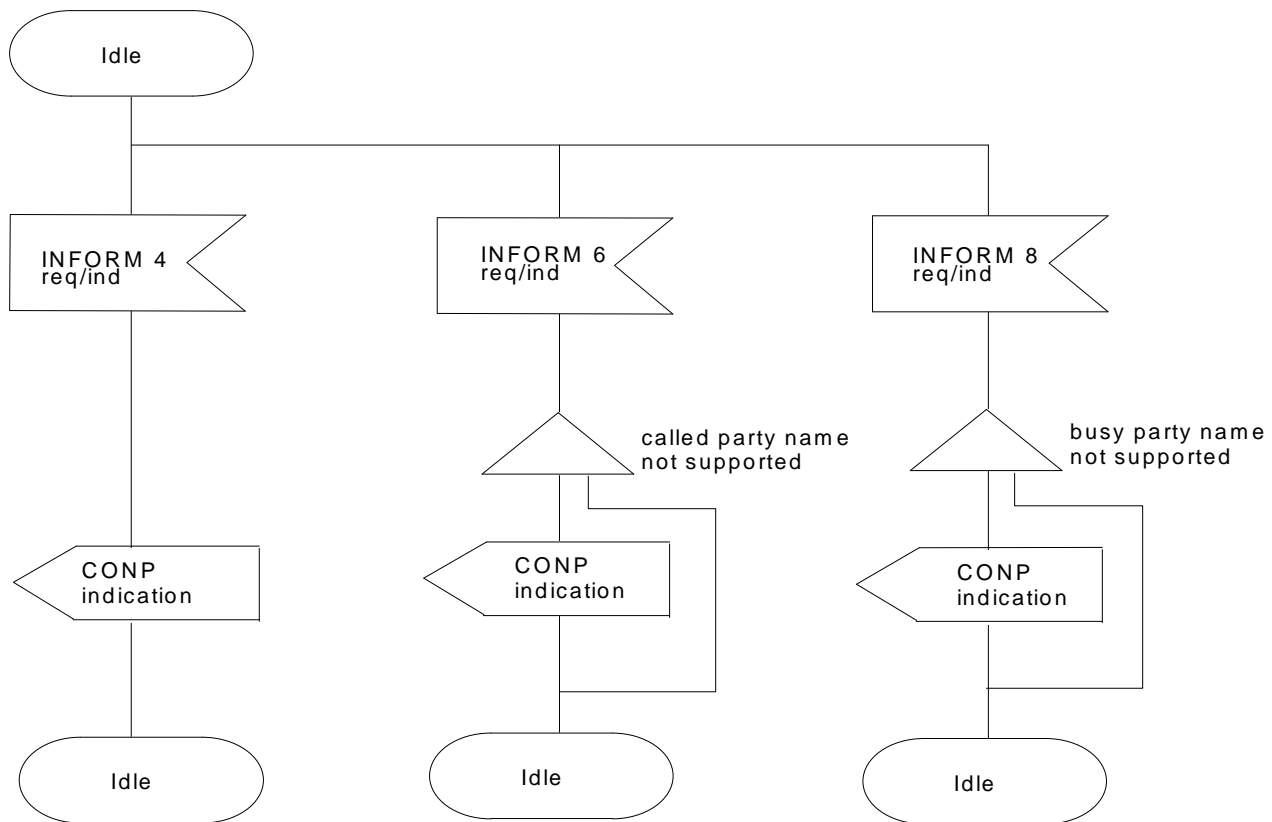 Idle
INFORM 4
req/ind
INFORM 6
req/ind
INFORM 8
req/ind
called party name
not supported
busy party name
not supported
CONP
indication
CONP
indication
CONP
indication
Idle
Idle
Idle